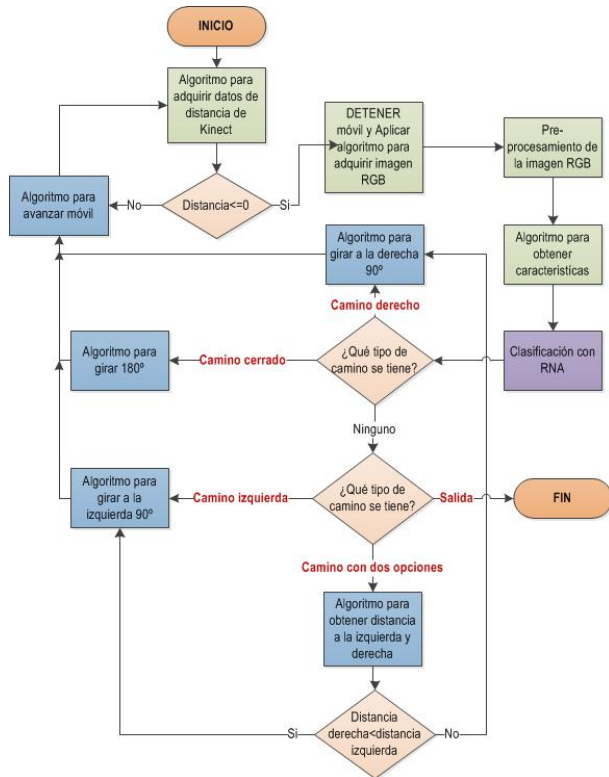 INICIO
Algoritmo para
adquirir datos de
distancia de
Kinect
DETENER
móvil y Aplicar
algoritmo para
adquirir imagen
RGB
Pre-
procesamiento de
la imagen RGB
Algoritmo para
avanzar móvil
No
Distancia<=0
Si
Algoritmo para
girar a la derecha
90º
Algoritmo para
obtener
caracteristicas
Camino derecho
Algoritmo para
girar 180º
Camino cerrado
¿Qué tipo de
camino se tiene?
Clasificación con
RNA
Ninguno
Algoritmo para
girar a la
izquierda 90º
Camino izquierda
¿Qué tipo de
camino se tiene?
Salida
FIN
Camino con dos opciones
Algoritmo para
obtener distancia
a la izquierda y
derecha
Si
Distancia
derecha<distancia
izquierda
No